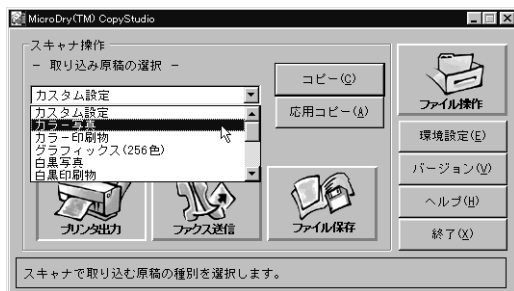 MicroDry(TM) CopyStudio
スキャナ操作
－ 取り込み原稿の選択 －
カスタム設定
カスタム設定
カラー写真
カラー印刷物
グラフィックス(256色)
白黒写真
白黒印刷物
コピー(C)
応用コピー(A)
プリンタ出力
ファクス送信
ファイル保存
ファイル操作
環境設定(E)
バージョン(V)
ヘルプ(H)
終了(X)
スキャナで取り込む原稿の種別を選択します。